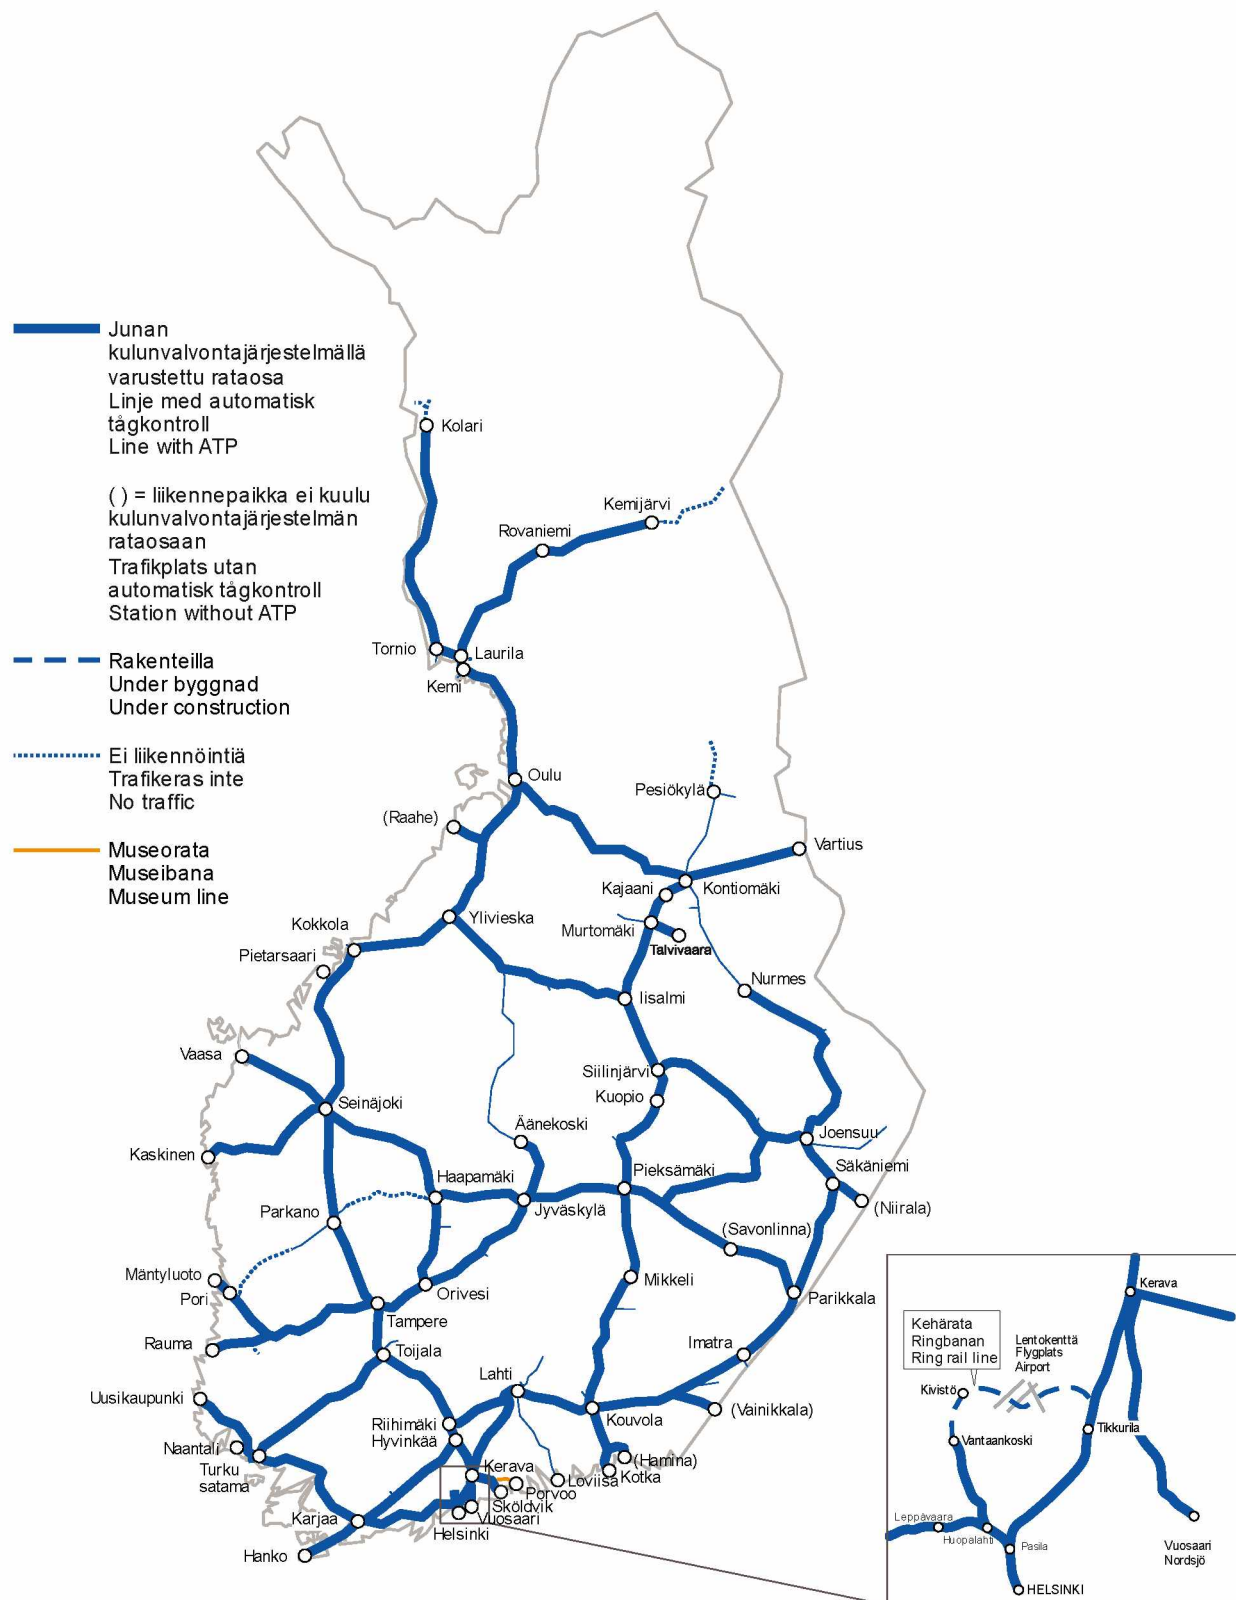 Junan
kulunvalvontajärjestelmällä
varustettu rataosa
Linje med automatisk
tågkontroll
Line with ATP
( ) = liikennepaikka ei kuulu
kulunvalvontajärjestelmän
rataosaan
Trafikplats utan
automatisk tågkontroll
Station without ATP
Rakenteilla
Under byggnad
Under construction
Ei liikennöintiä
Trafikeras inte
No traffic
Museorata
Museibana
Museum line
Kolari
Kemijärvi
Rovaniemi
Tornio
Laurila
Kemi
Oulu
Pesiökylä
(Raahe)
Vartius
Kajaani
Kontiomäki
Ylivieska
Murtomäki
Talvivaara
Kokkola
Pietarsaari
Nurmes
Iisalmi
Vaasa
Siilinjärvi
Kuopio
Seinäjoki
Äänekoski
Joensuu
Kaskinen
Haapamäki
Pieksämäki
Säkäniemi
Parkano
Jyväskylä
(Niirala)
(Savonlinna)
Mäntyluoto
Pori
Orivesi
Mikkeli
Parikkala
Tampere
Rauma
Toijala
Imatra
Lahti
Uusikaupunki
Kouvola
(Vainikkala)
Riihimäki
Hyvinkää
Naantali
Turku
satama
(Hamina)
Kotka
Kerava
Loviisa
Porvoo
Sköldvik
Vuosaari
Karjaa
Helsinki
Hanko
Kerava
Kehärata
Ringbanan
Ring rail line
Lentokenttä
Flygplats
Airport
Kivistö
Tikkurila
Vantaankoski
Leppävaara
Huopalahti
Pasila
Vuosaari
Nordsjö
HELSINKI